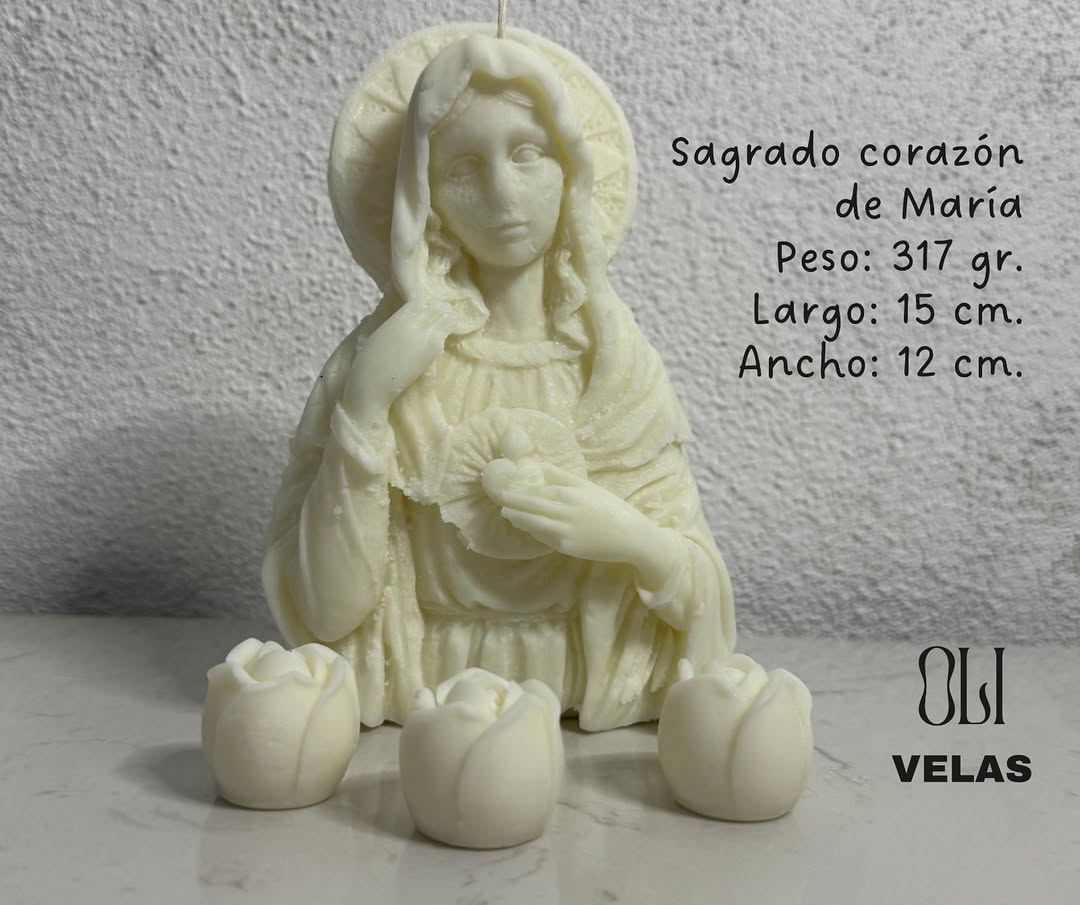 Sagrado corazón
de María
Peso: 317 gr.
Largo: 15 cm.
Ancho: 12 cm.
OLI
VELAS